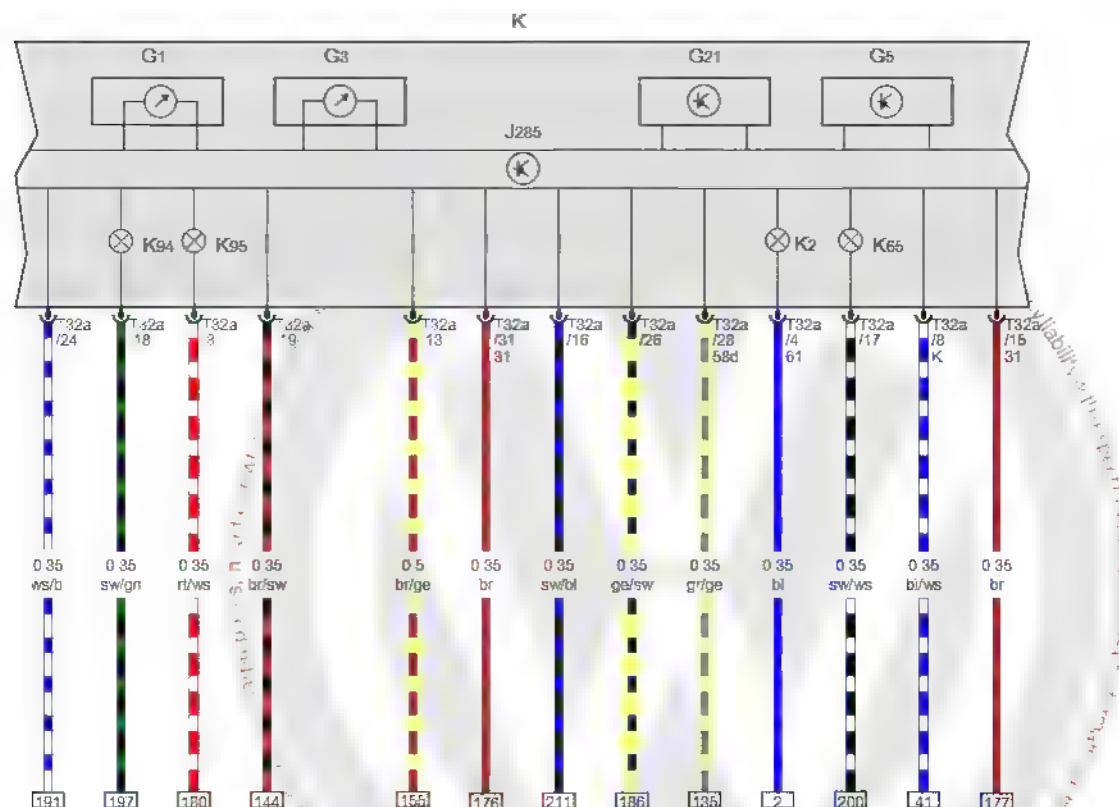 K
G1 G3 G21 G5
J285
K94 K95 K2 K65
T32a T32a T32a T32a T32a T32a T32a T32a T32a T32a T32a T32a T32a
/24 18 3 19 13 /31 /16 /26 /28 /4 /17 /8 /15
31 58d 61 K 31
0 35 0 35 0 35 0 35 0 5 0 35 0 35 0 35 0 35 0 35 0 35 0 35 0 35
ws/b sw/gn rt/ws br/sw br/ge br sw/bl ge/sw gr/ge bl sw/ws bl/ws br
191 197 180 144 155 176 211 186 135 2 200 41 177